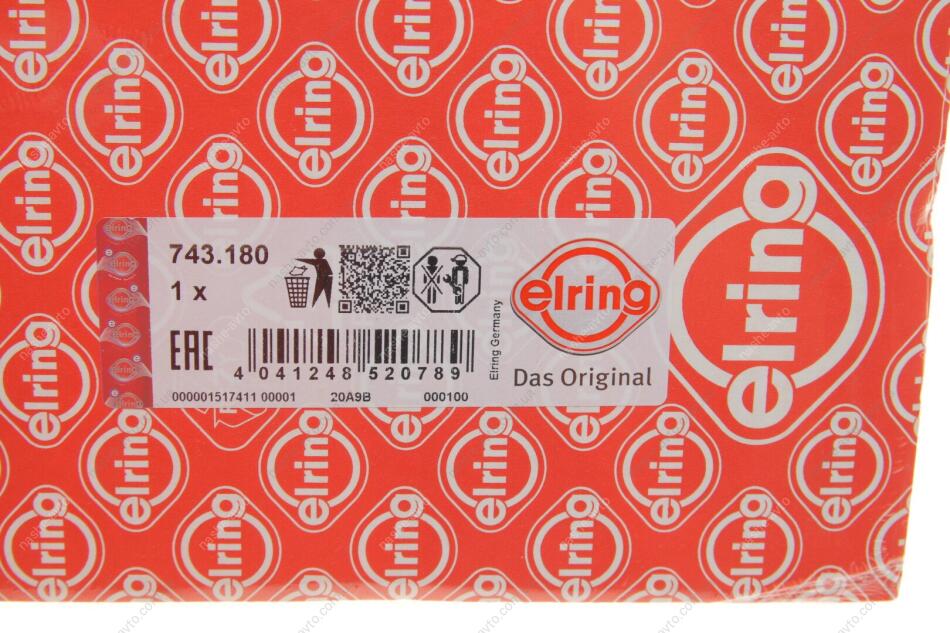 743.180
1 x
EAC
4 041248 520789
000001517411 00001 20A9B 000100
Elring Germany
elring
Das Original
elring